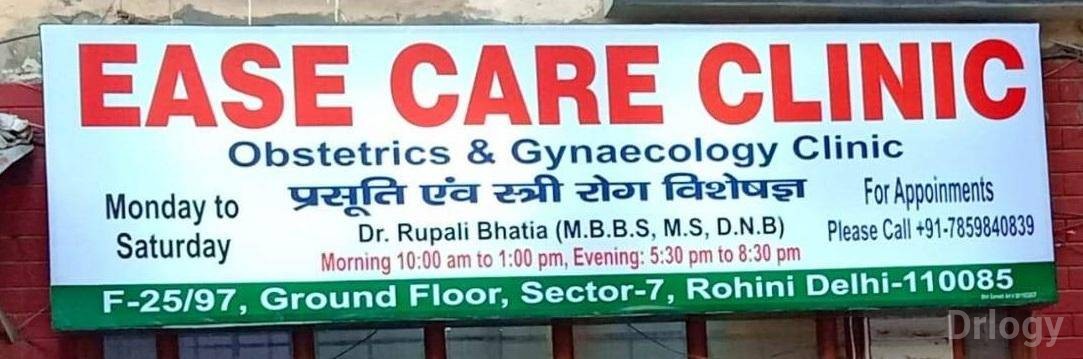 EASE CARE CLINIC
Obstetrics & Gynaecology Clinic
प्रसूति एंव स्त्री रोग विशेषज्ञ
Monday to
Saturday
Dr. Rupali Bhatia (M.B.B.S, M.S, D.N.B)
Morning 10:00 am to 1:00 pm, Evening: 5:30 pm to 8:30 pm
For Appoinments
Please Call +91-7859840839
F-25/97, Ground Floor, Sector-7, Rohini Delhi-110085
Drlogy